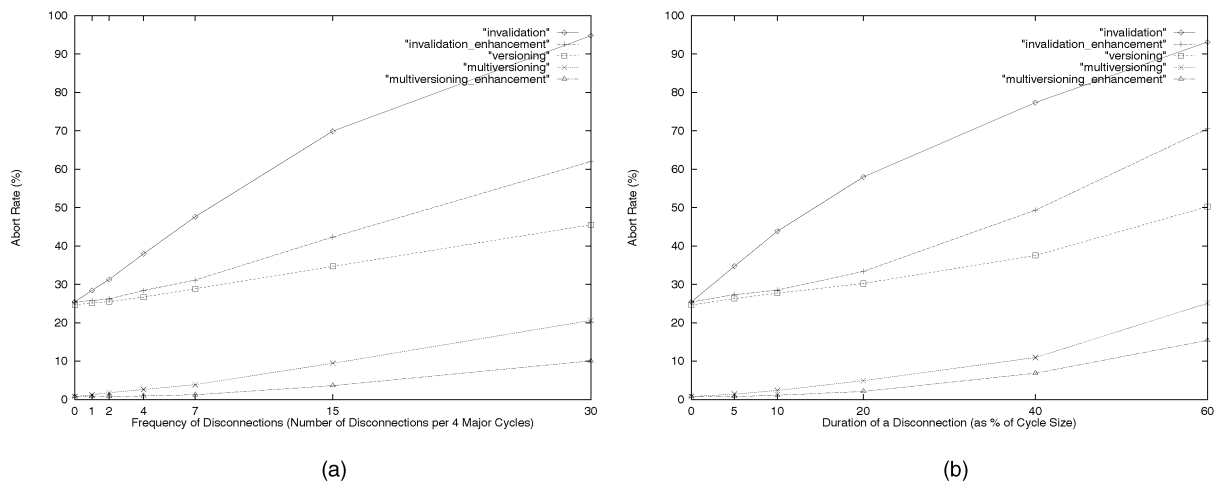 100
90
80
70
60
50
40
30
20
10
0
Abort Rate (%)
"invalidation"
"invalidation_enhancement"
"versioning"
"multiversioning"
"multiversioning_enhancement"
0 1 2 4 7 15 30
Frequency of Disconnections (Number of Disconnections per 4 Major Cycles)
(a)
100
90
80
70
60
50
40
30
20
10
0
Abort Rate (%)
"invalidation"
"invalidation_enhancement"
"versioning"
"multiversioning"
"multiversioning_enhancement"
0 5 10 20 40 60
Duration of a Disconnection (as % of Cycle Size)
(b)